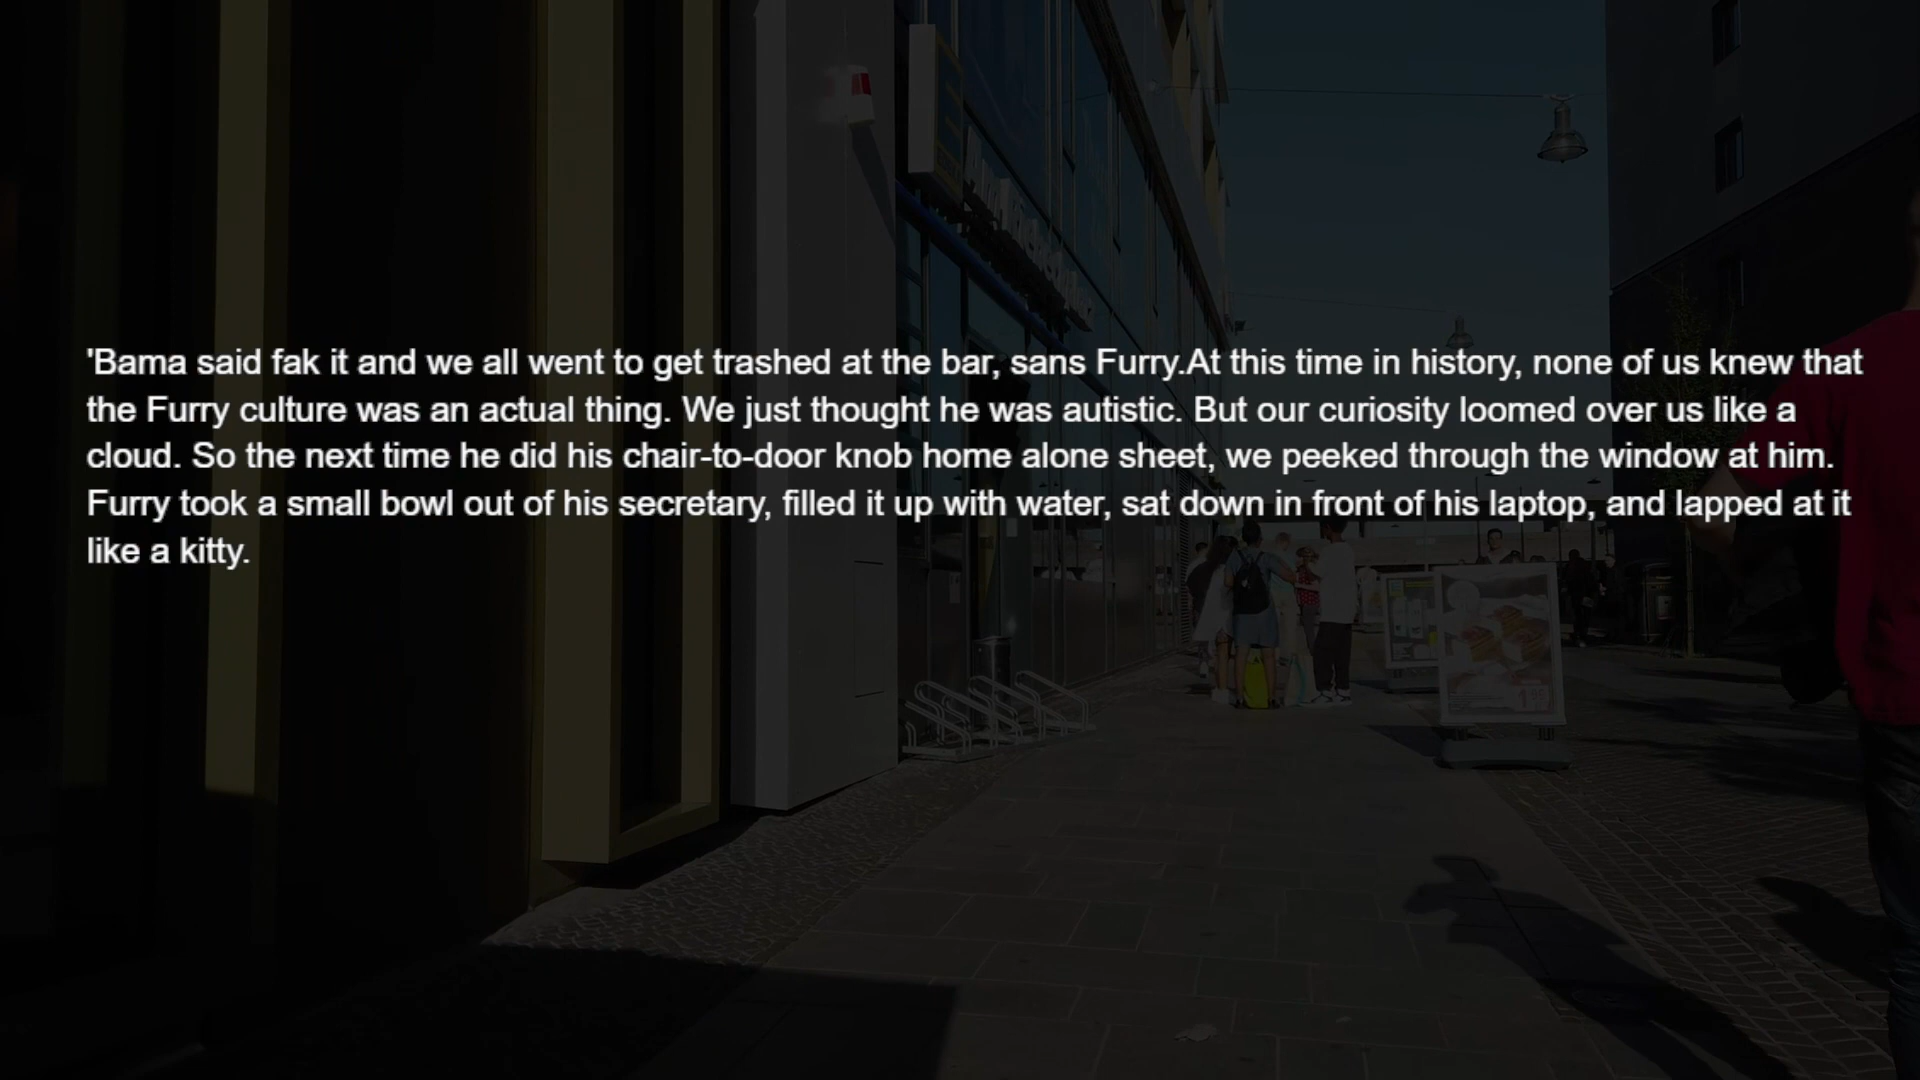 'Bama said fak it and we all went to get trashed at the bar, sans Furry.At this time in history, none of us knew that
the Furry culture was an actual thing. We just thought he was autistic. But our curiosity loomed over us like a
cloud. So the next time he did his chair-to-door knob home alone sheet, we peeked through the window at him.
Furry took a small bowl out of his secretary, filled it up with water, sat down in front of his laptop, and lapped at it
like a kitty.